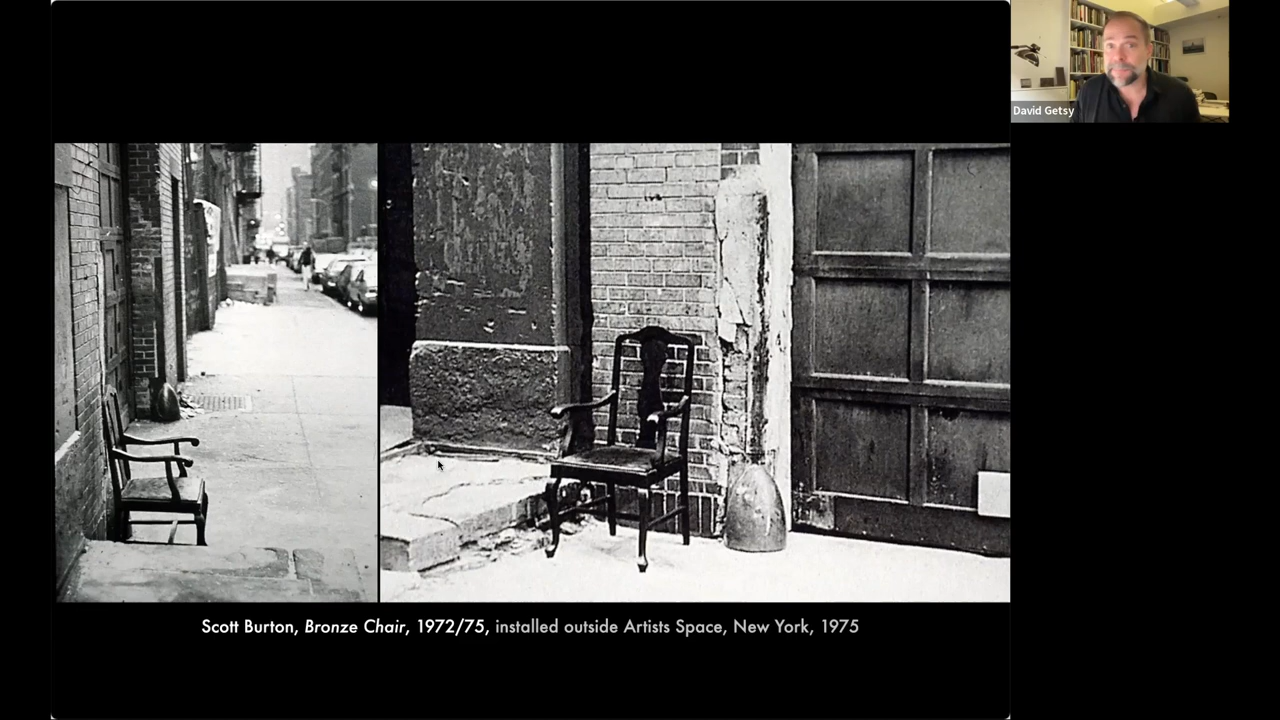 David Getsy
Scott Burton, Bronze Chair, 1972/75, installed outside Artists Space, New York, 1975